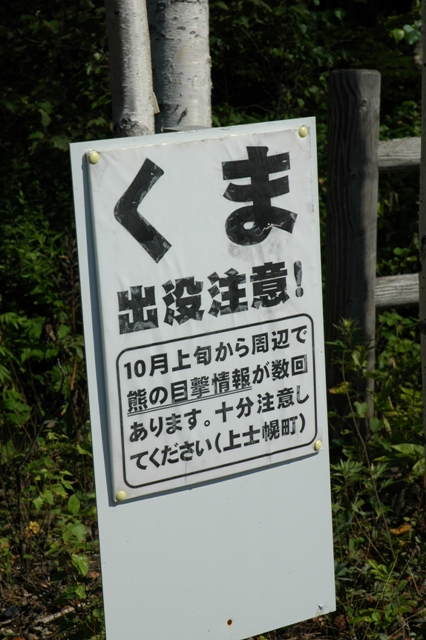 くま
出没注意!
10月上旬から周辺で
熊の目撃情報が数回
あります。十分注意し
てください(上士幌町)